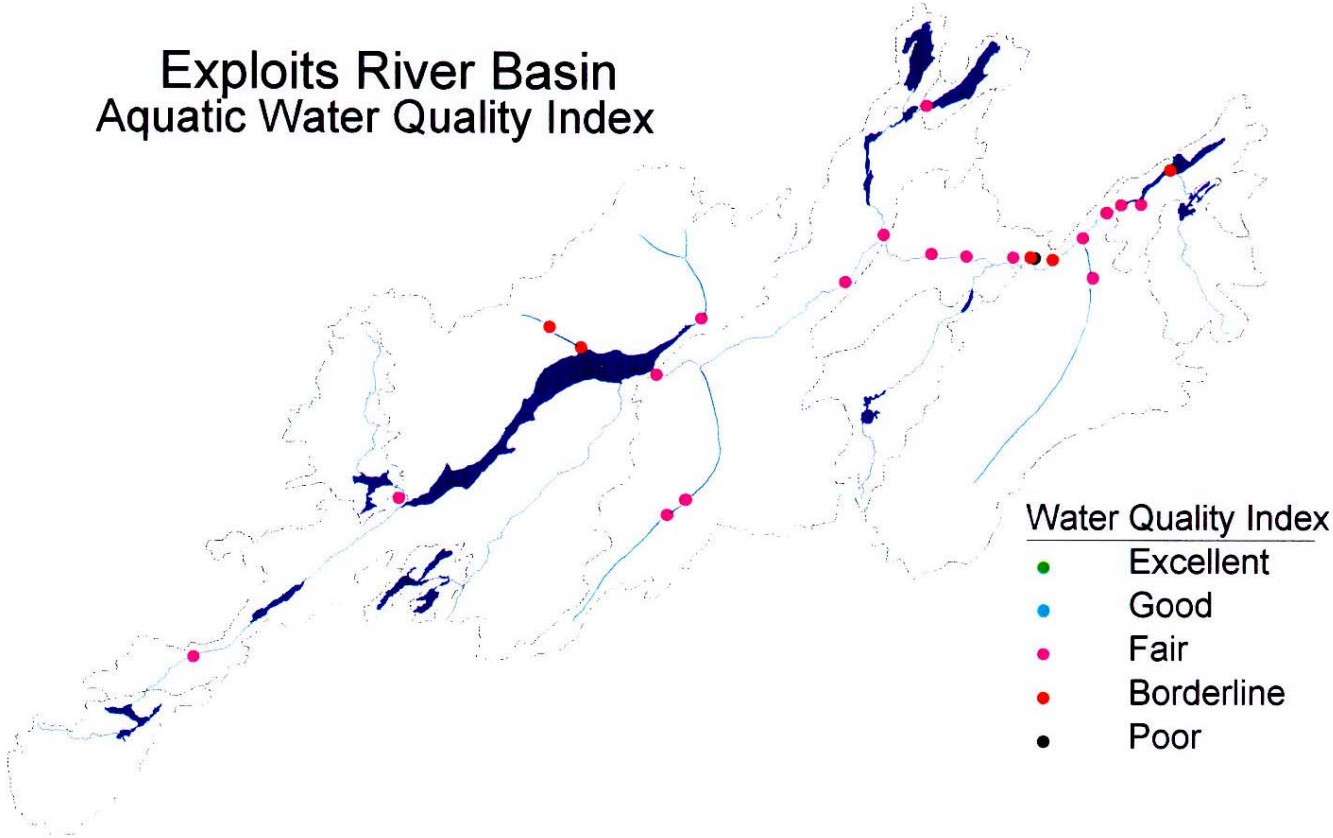 Exploits River Basin
Aquatic Water Quality Index
Water Quality Index
Excellent
Good
Fair
Borderline
Poor